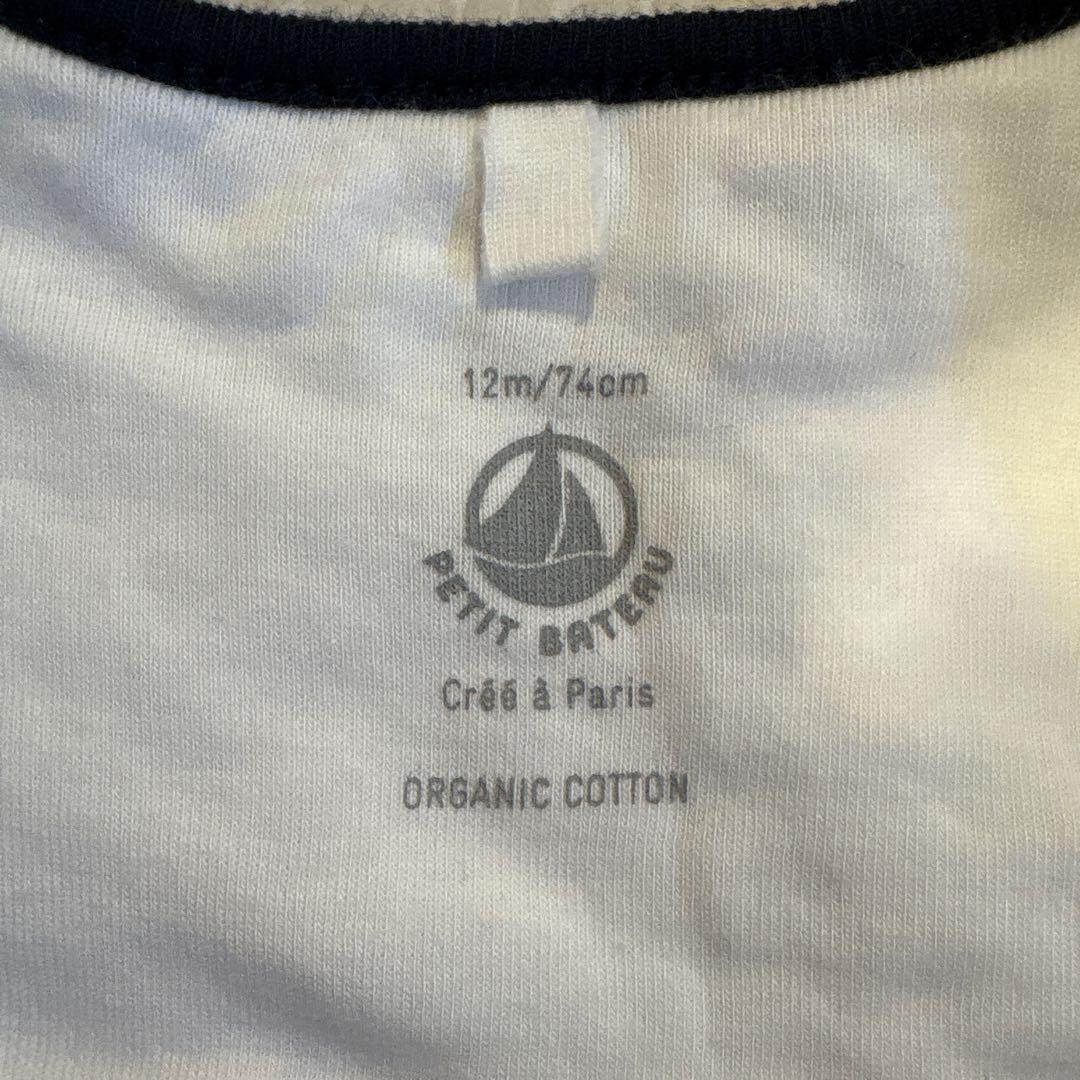 12m/74cm
PETIT BATEAU
Créé à Paris
ORGANIC COTTON